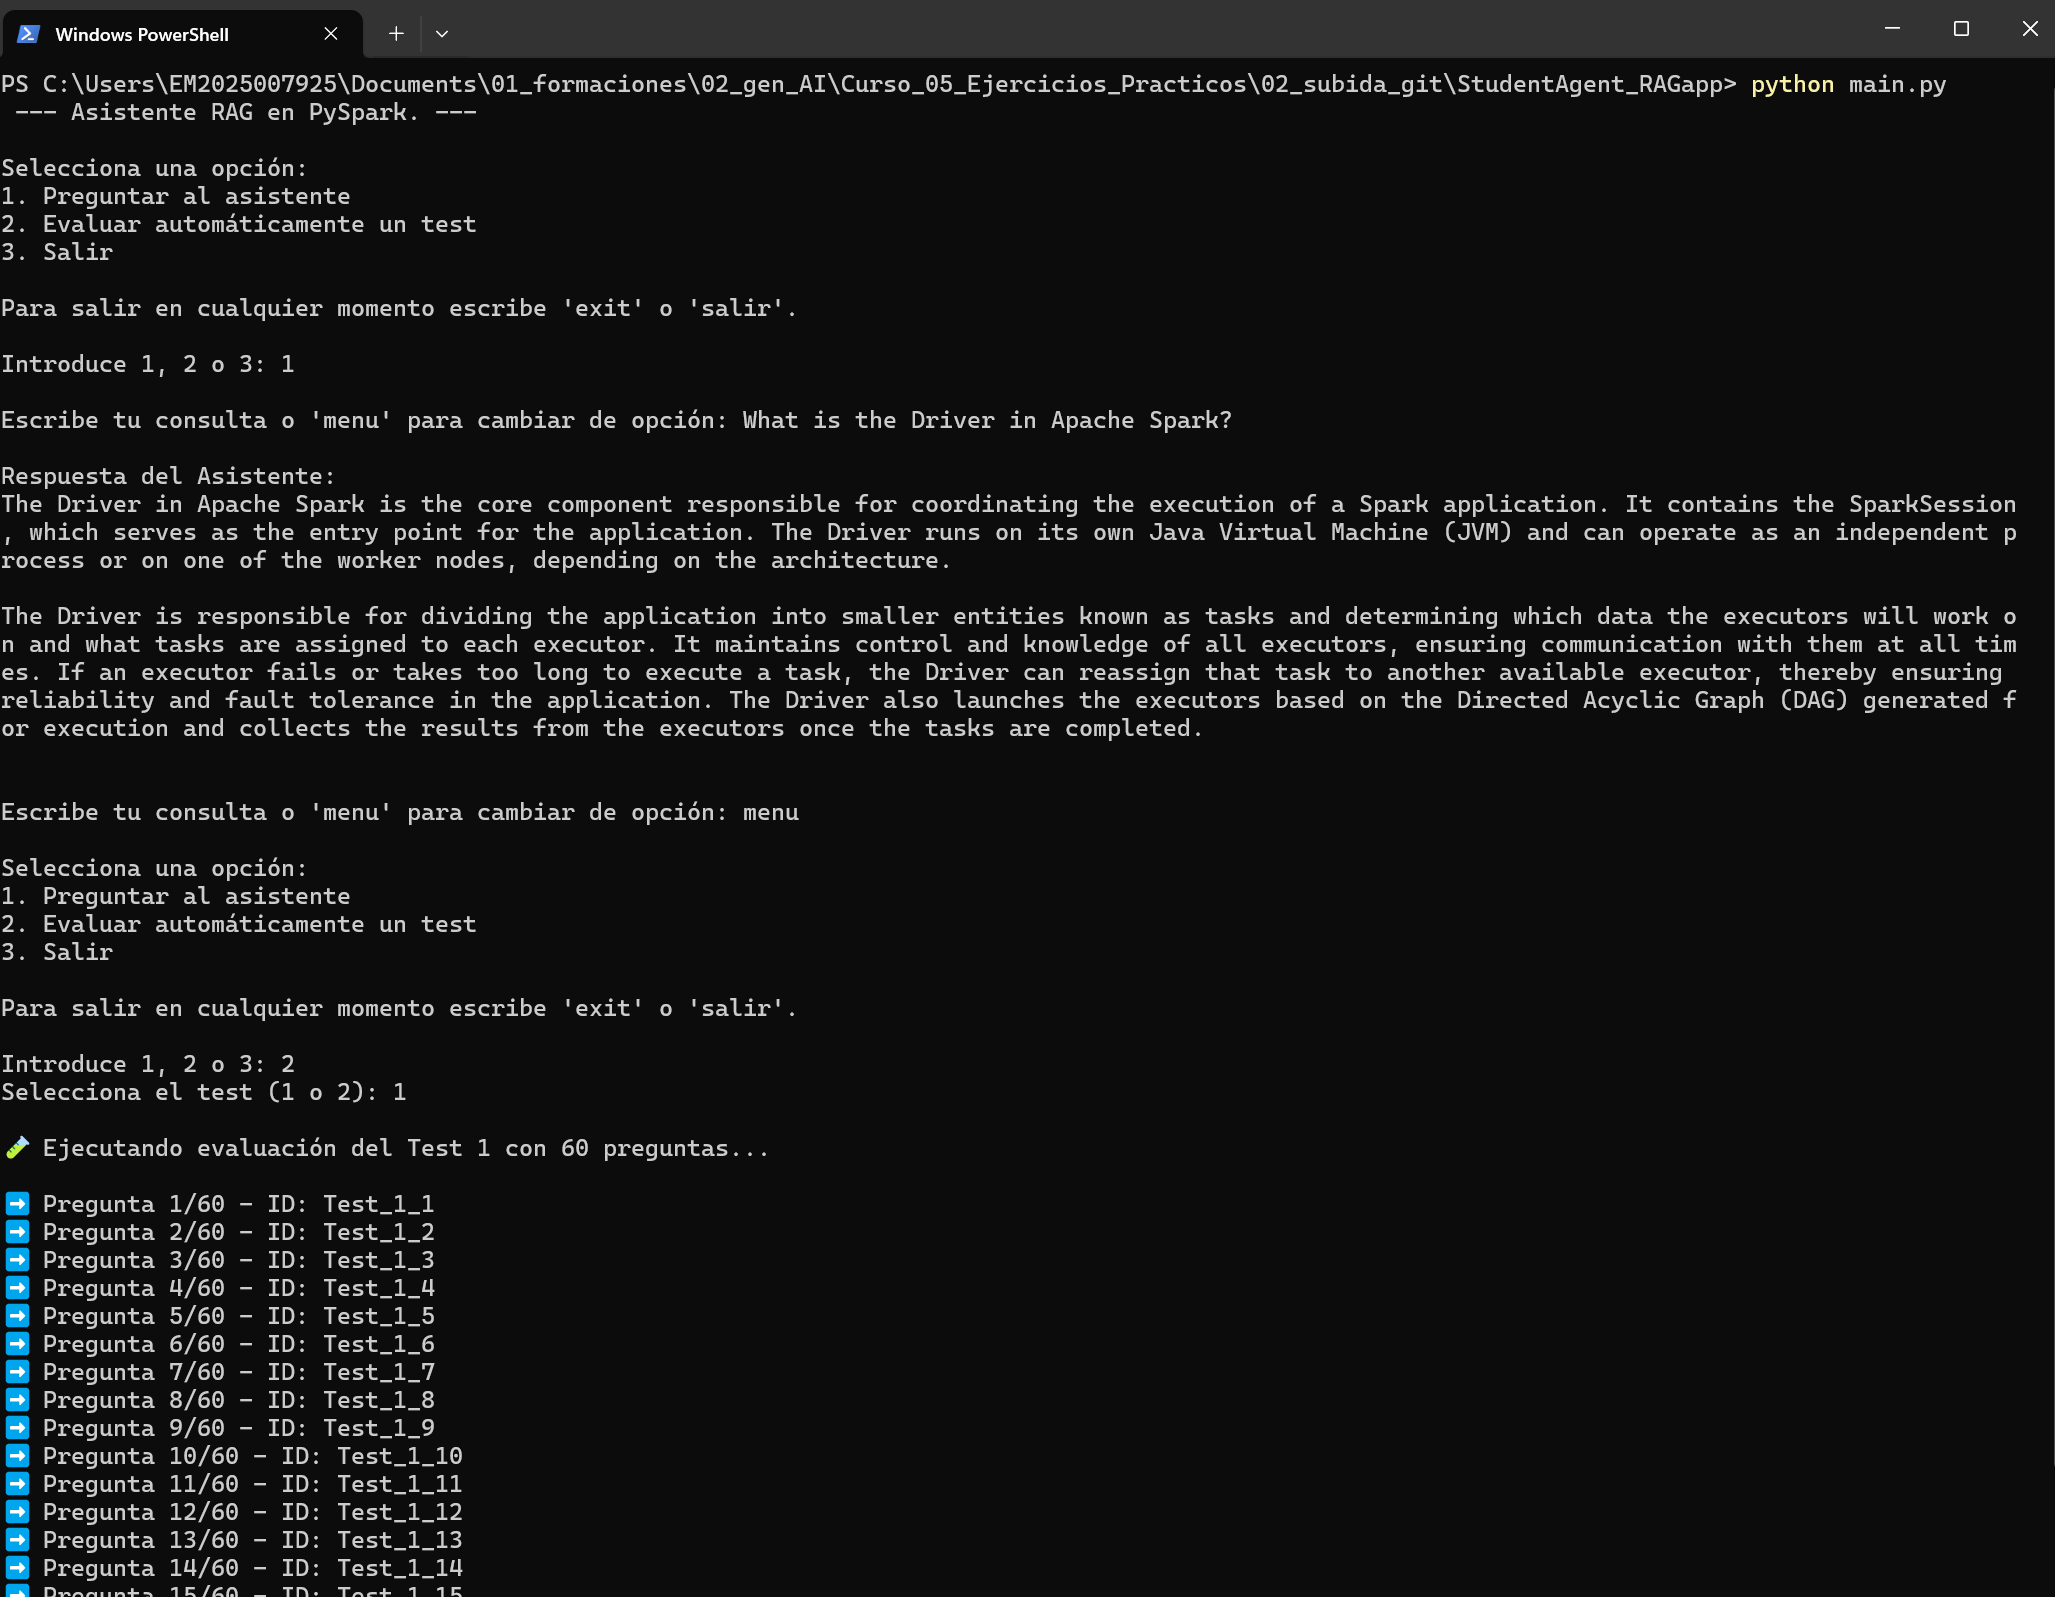 Windows PowerShell
PS C:\Users\EM2025007925\Documents\01_formaciones\02_gen_AI\Curso_05_Ejercicios_Practicos\02_subida_git\StudentAgent_RAGapp> python main.py
--- Asistente RAG en PySpark. ---
Selecciona una opción:
1. Preguntar al asistente
2. Evaluar automáticamente un test
3. Salir
Para salir en cualquier momento escribe 'exit' o 'salir'.
Introduce 1, 2 o 3: 1
Escribe tu consulta o 'menu' para cambiar de opción: What is the Driver in Apache Spark?
Respuesta del Asistente:
The Driver in Apache Spark is the core component responsible for coordinating the execution of a Spark application. It contains the SparkSession
, which serves as the entry point for the application. The Driver runs on its own Java Virtual Machine (JVM) and can operate as an independent p
rocess or on one of the worker nodes, depending on the architecture.
The Driver is responsible for dividing the application into smaller entities known as tasks and determining which data the executors will work o
n and what tasks are assigned to each executor. It maintains control and knowledge of all executors, ensuring communication with them at all tim
es. If an executor fails or takes too long to execute a task, the Driver can reassign that task to another available executor, thereby ensuring
reliability and fault tolerance in the application. The Driver also launches the executors based on the Directed Acyclic Graph (DAG) generated f
or execution and collects the results from the executors once the tasks are completed.
Escribe tu consulta o 'menu' para cambiar de opción: menu
Selecciona una opción:
1. Preguntar al asistente
2. Evaluar automáticamente un test
3. Salir
Para salir en cualquier momento escribe 'exit' o 'salir'.
Introduce 1, 2 o 3: 2
Selecciona el test (1 o 2): 1
Ejecutando evaluación del Test 1 con 60 preguntas...
Pregunta 1/60 - ID: Test_1_1
Pregunta 2/60 - ID: Test_1_2
Pregunta 3/60 - ID: Test_1_3
Pregunta 4/60 - ID: Test_1_4
Pregunta 5/60 - ID: Test_1_5
Pregunta 6/60 - ID: Test_1_6
Pregunta 7/60 - ID: Test_1_7
Pregunta 8/60 - ID: Test_1_8
Pregunta 9/60 - ID: Test_1_9
Pregunta 10/60 - ID: Test_1_10
Pregunta 11/60 - ID: Test_1_11
Pregunta 12/60 - ID: Test_1_12
Pregunta 13/60 - ID: Test_1_13
Pregunta 14/60 - ID: Test_1_14
Pregunta 15/60 - ID: Test_1_15